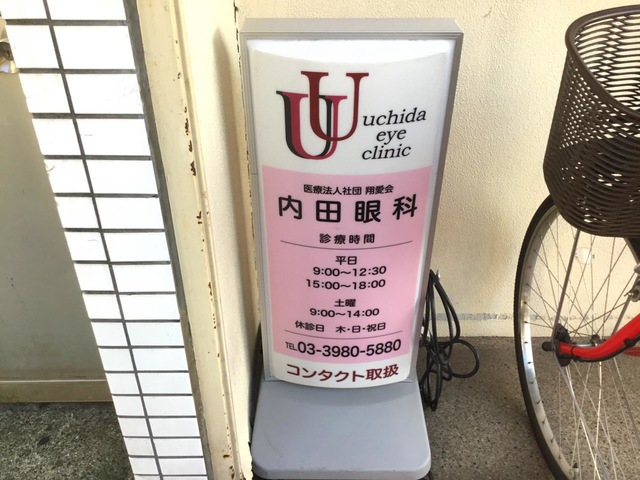 UU
uchida
eye
clinic
医療法人社団 翔愛会
内田眼科
診療時間
平日
9:00〜12:30
15:00〜18:00
土曜
9:00〜14:00
休診日 木・日・祝日
TEL 03-3980-5880
コンタクト取扱